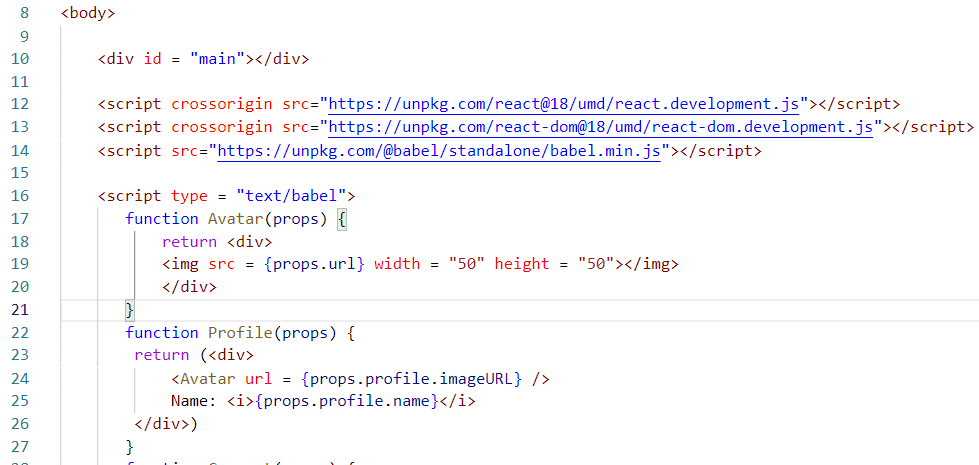 8 <body>
9
10 <div id = "main"></div>
11
12 <script crossorigin src="https://unpkg.com/react@18/umd/react.development.js"></script>
13 <script crossorigin src="https://unpkg.com/react-dom@18/umd/react-dom.development.js"></script>
14 <script src="https://unpkg.com/@babel/standalone/babel.min.js"></script>
15
16 <script type = "text/babel">
17 function Avatar(props) {
18 return <div>
19 <img src = {props.url} width = "50" height = "50"></img>
20 </div>
21 }
22 function Profile(props) {
23 return (<div>
24 <Avatar url = {props.profile.imageURL} />
25 Name: <i>{props.profile.name}</i>
26 </div>)
27 }